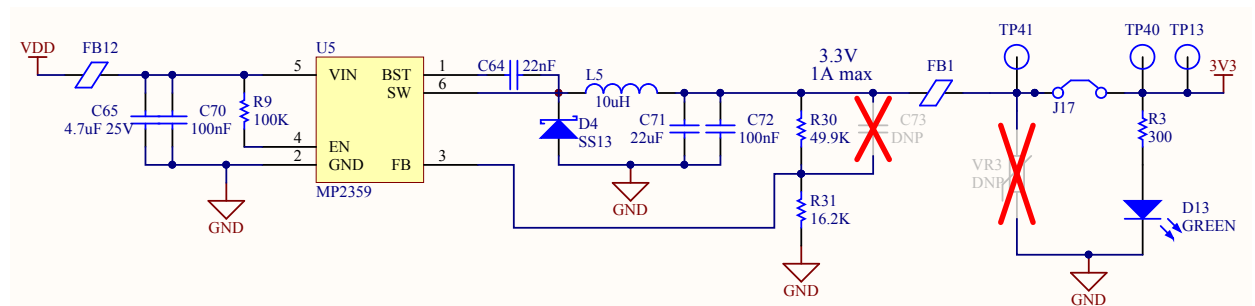 VDD
FB12
C65
4.7uF 25V
C70
100nF
R9
100K
U5
5
VIN
4
EN
2
GND
BST
1
SW
6
FB
3
MP2359
GND
C64
22nF
L5
10uH
D4
SS13
C71
22uF
C72
100nF
GND
3.3V
1A max
R30
49.9K
C73
DNP
R31
16.2K
GND
FB1
TP41
VR3
DNP
J17
TP40
TP13
3V3
R3
300
D13
GREEN
GND